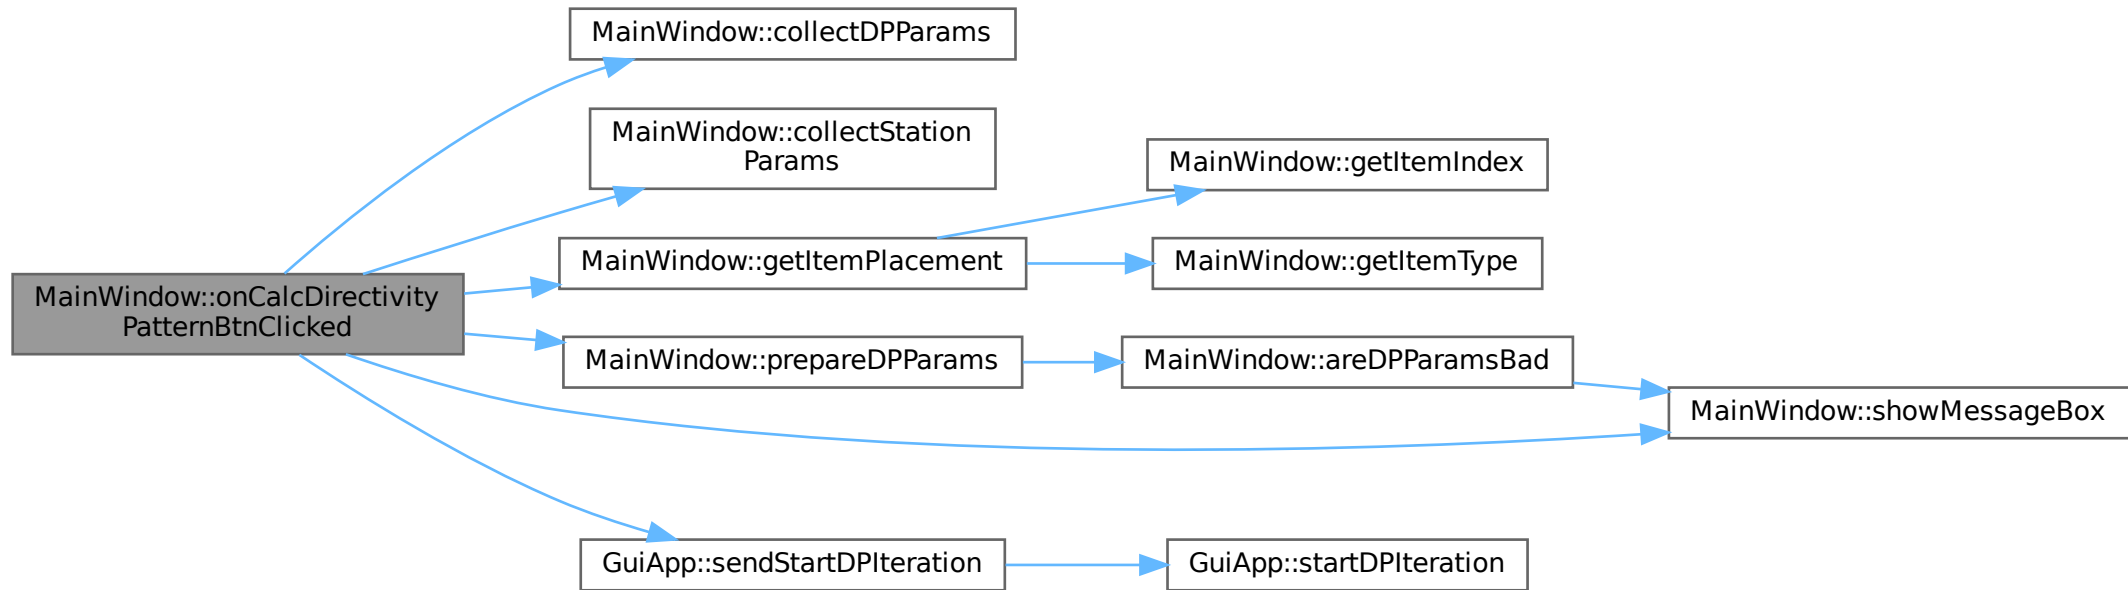 MainWindow::collectDPParams
MainWindow::collectStation
Params
MainWindow::getItemIndex
MainWindow::getItemPlacement
MainWindow::getItemType
MainWindow::onCalcDirectivity
PatternBtnClicked
MainWindow::prepareDPParams
MainWindow::areDPParamsBad
MainWindow::showMessageBox
GuiApp::sendStartDPIteration
GuiApp::startDPIteration